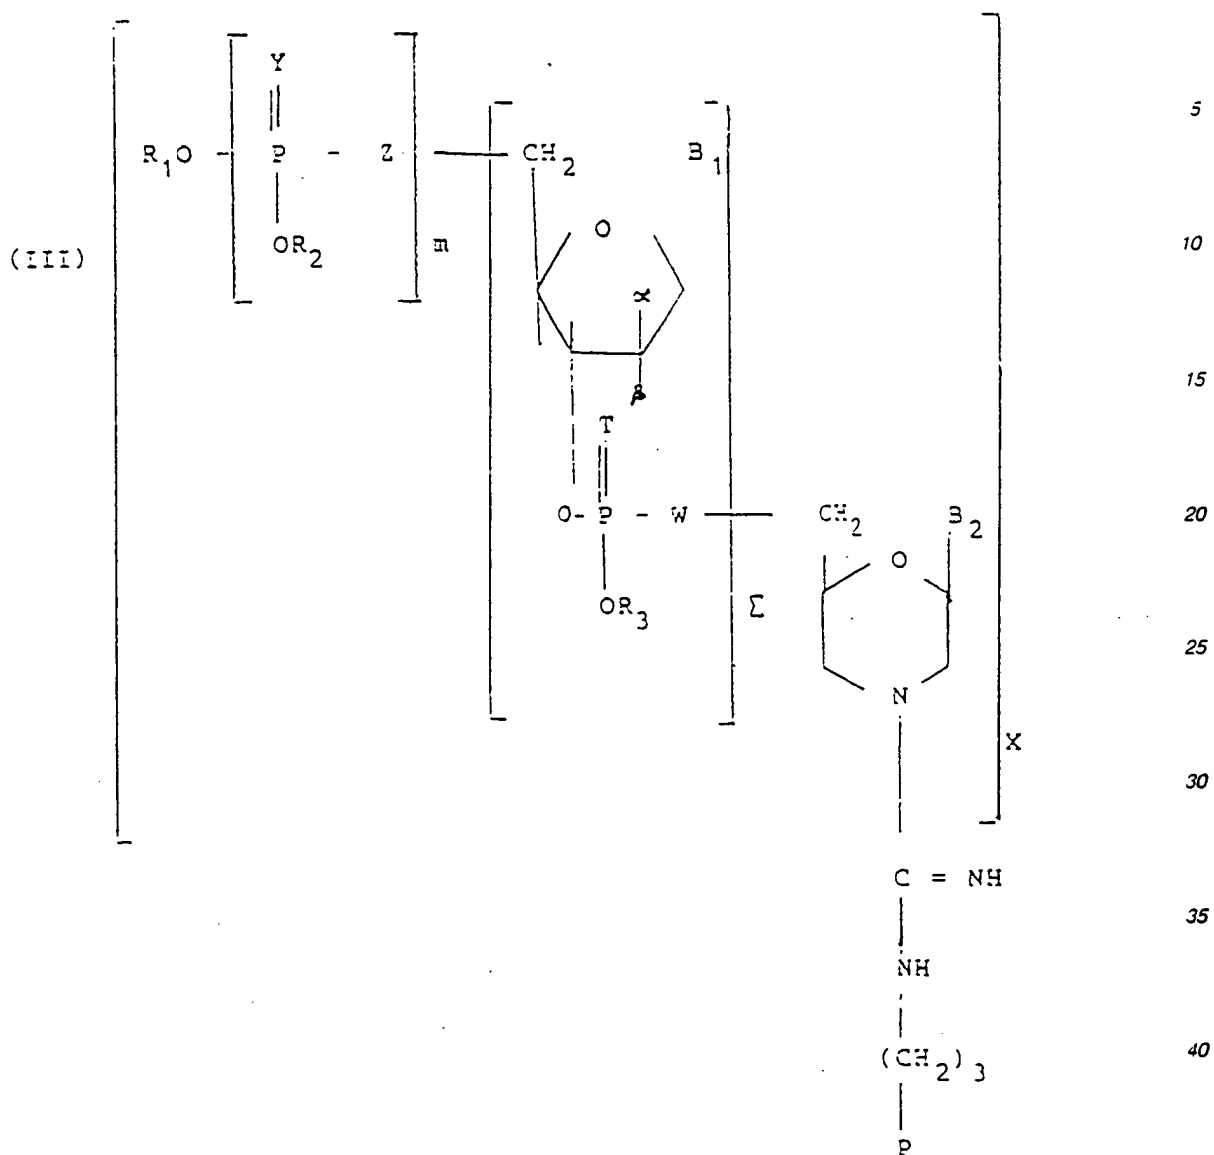 Y
5
R₁O - P - Z CH₂ B₁
OR₂ m O 10
(III)
α
15
β
T
O- P - W CH₂ B₂ 20
O
OR₃ Σ
25
N
X
30
C = NH
35
NH
(CH₂)₃ 40
P